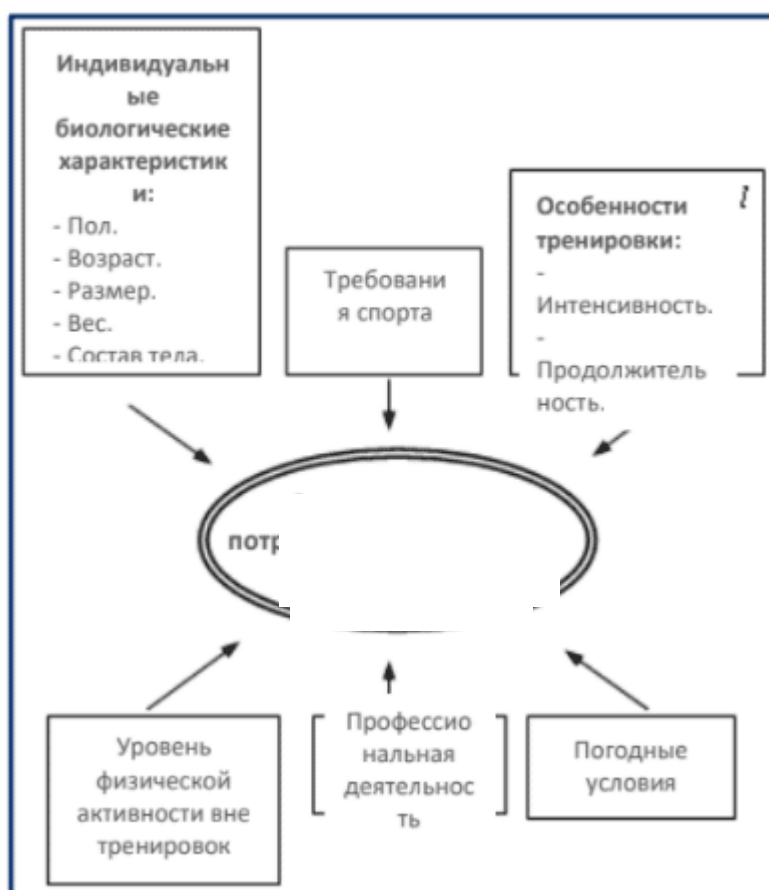 Индивидуальн
ые
биологические
характеристик
и:
- Пол.
- Возраст.
- Размер.
- Вес.
- Состав тела.
Требовани
я спорта
Особенности
тренировки:
-
Интенсивность.
-
Продолжитель
ность.
Уровень
физической
активности вне
тренировок
Профессио
нальная
деятельнос
ть
Погодные
условия